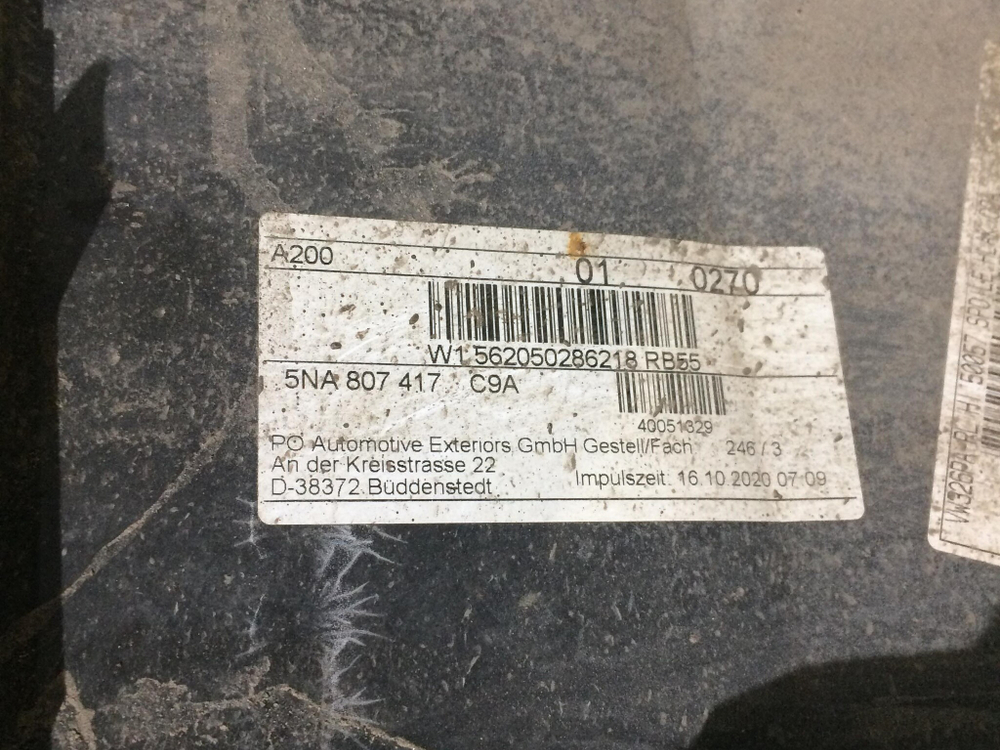 A200
01 0270
W1 562050286218 RB55
5NA 807 417 C9A
40051329
PO Automotive Exteriors GmbH Gestell/Fach 246 / 3
An der Kreisstrasse 22
Impulszeit: 16.10.2020 07:09
D-38372 Büddenstedt